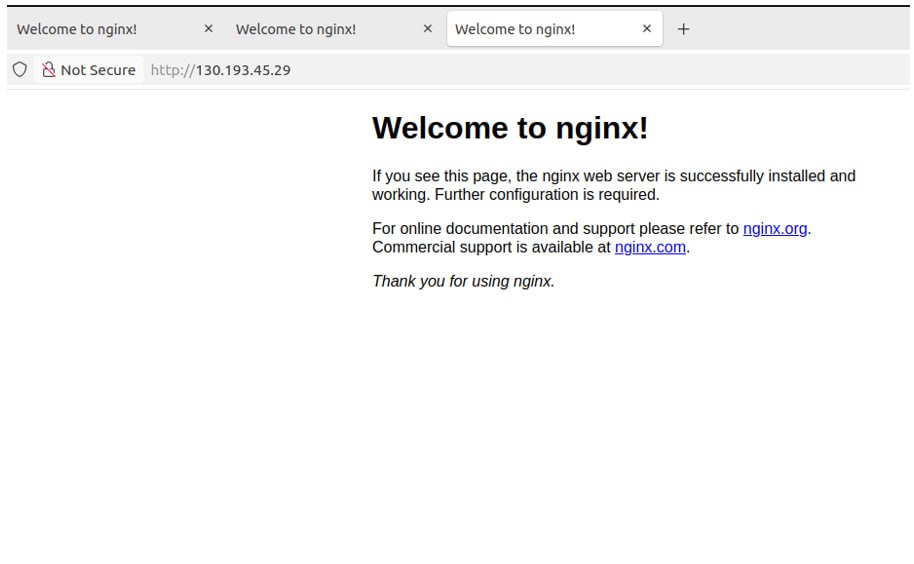 Welcome to nginx! × Welcome to nginx! × Welcome to nginx! × +
Not Secure http://130.193.45.29
Welcome to nginx!
If you see this page, the nginx web server is successfully installed and
working. Further configuration is required.
For online documentation and support please refer to nginx.org.
Commercial support is available at nginx.com.
Thank you for using nginx.